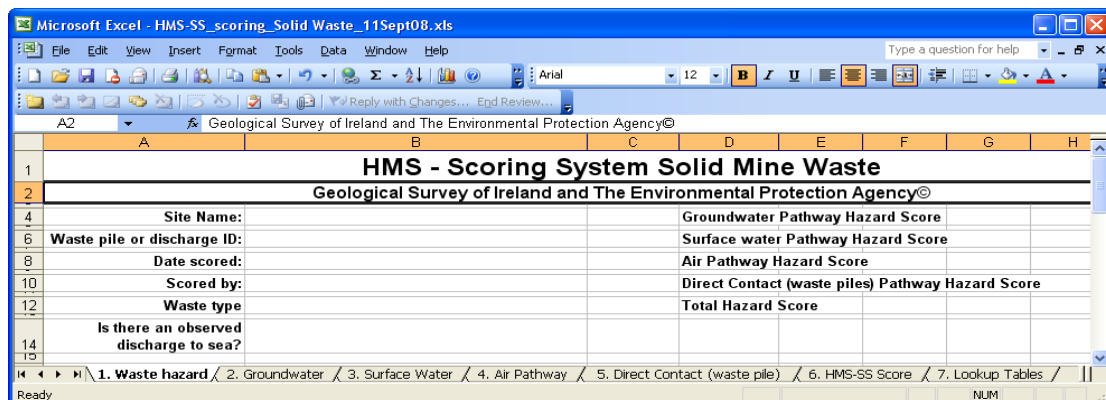 Microsoft Excel - HMS-SS_scoring_Solid Waste_11Sept08.xls
File Edit View Insert Format Tools Data Window Help Type a question for help
Arial 12 B I U A
Reply with Changes... End Review...
A2 fx Geological Survey of Ireland and The Environmental Protection Agency©
A B C D E F G H
1 HMS - Scoring System Solid Mine Waste
2 Geological Survey of Ireland and The Environmental Protection Agency©
4 Site Name: Groundwater Pathway Hazard Score
6 Waste pile or discharge ID: Surface water Pathway Hazard Score
8 Date scored: Air Pathway Hazard Score
10 Scored by: Direct Contact (waste piles) Pathway Hazard Score
12 Waste type Total Hazard Score
Is there an observed
14 discharge to sea?
15
1. Waste hazard / 2. Groundwater / 3. Surface Water / 4. Air Pathway / 5. Direct Contact (waste pile) / 6. HMS-SS Score / 7. Lookup Tables /
Ready NUM